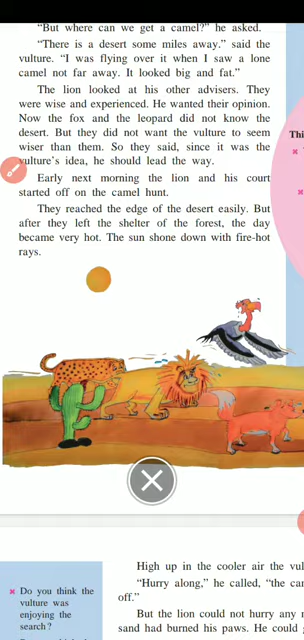 "But where can we get a camel?" he asked.
"There is a desert some miles away." said the
vulture. "I was flying over it when I saw a lone
camel not far away. It looked big and fat."
The lion looked at his other advisers. They
were wise and experienced. He wanted their opinion.
Now the fox and the leopard did not know the
desert. But they did not want the vulture to seem
wiser than them. So they said, since it was the
vulture's idea, he should lead the way.
Early next morning the lion and his court
started off on the camel hunt.
They reached the edge of the desert easily. But
after they left the shelter of the forest, the day
became very hot. The sun shone down with fire-hot
rays.
High up in the cooler air the
"Hurry along," he called, "the
off."
But the lion could not hurry any
sand had burned his paws. He could
Do you think the
vulture was
enjoying the
search?